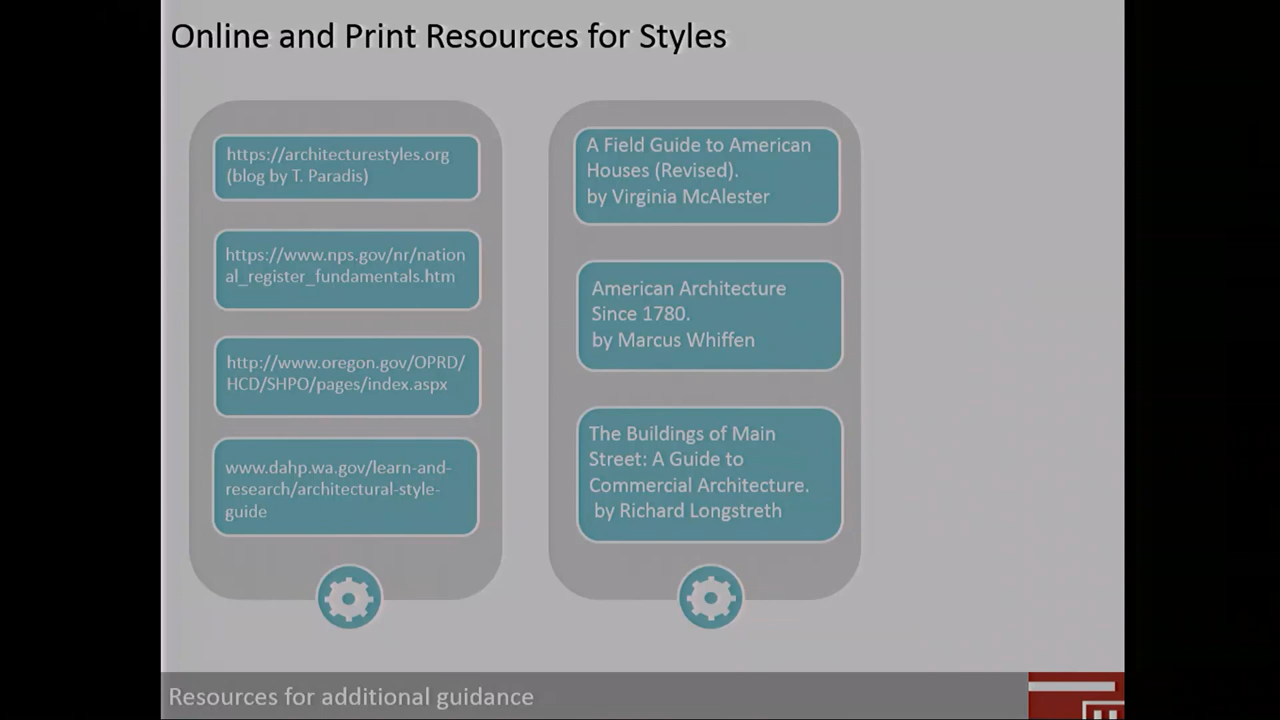 Online and Print Resources for Styles
https://architecturestyles.org
(blog by T. Paradis)
https://www.nps.gov/nr/nation
al_register_fundamentals.htm
http://www.oregon.gov/OPRD/
HCD/SHPO/pages/index.aspx
www.dahp.wa.gov/learn-and-
research/architectural-style-
guide
A Field Guide to American
Houses (Revised).
by Virginia McAlester
American Architecture
Since 1780.
by Marcus Whiffen
The Buildings of Main
Street: A Guide to
Commercial Architecture.
by Richard Longstreth
Resources for additional guidance